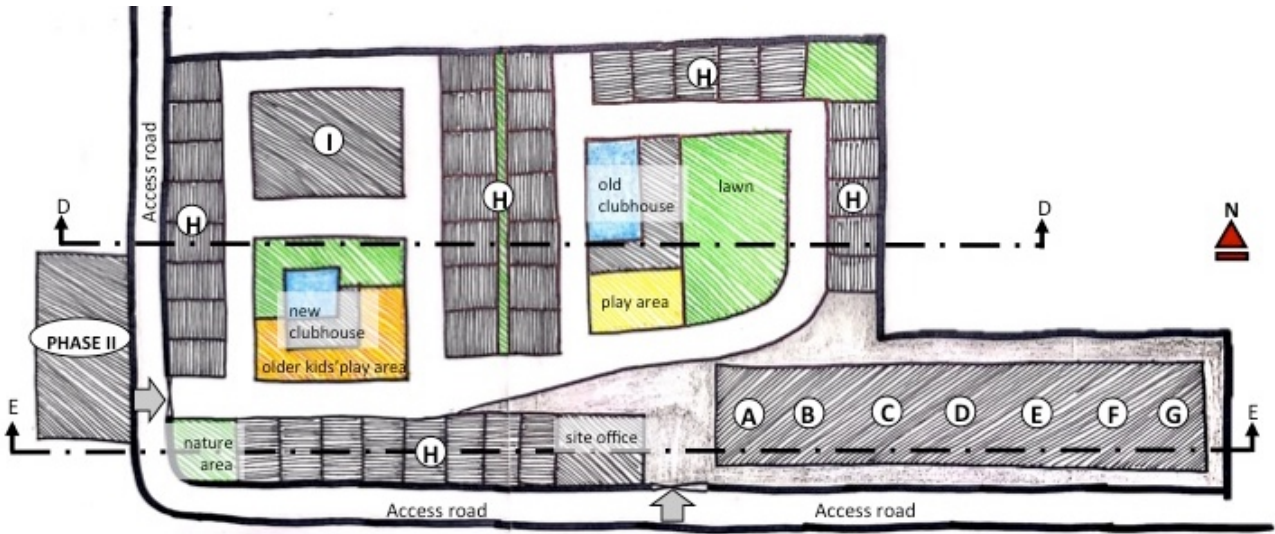 Access road
H
I
H
H
H
old
clubhouse
lawn
D
D
N
play area
new
clubhouse
older kids'play area
PHASE II
E
E
A
B
C
D
E
F
G
nature
area
H
site office
Access road
Access road